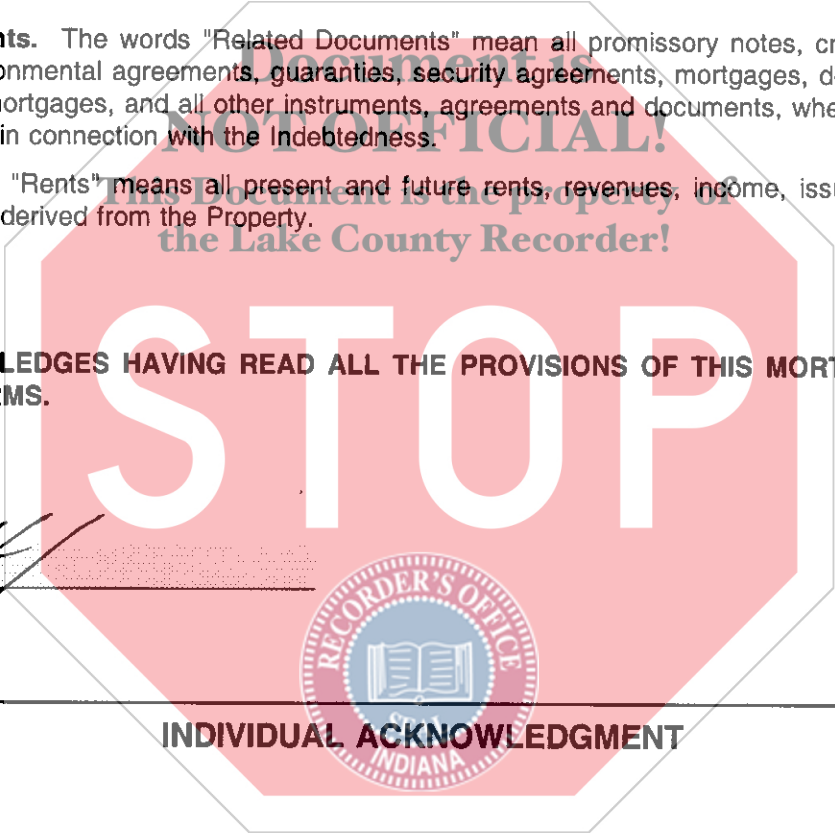 nts. The words "Related Documents" mean all promissory notes, cr
onmental agreements, guaranties, security agreements, mortgages, d
mortgages, and all other instruments, agreements and documents, whe
in connection with the Indebtedness.
"Rents" means all present and future rents, revenues, income, issu
derived from the Property.
Document is
NOT OFFICIAL!
This Document is the property of
the Lake County Recorder!
STOP
LEDGES HAVING READ ALL THE PROVISIONS OF THIS MORT
MS.
RECORDER'S OFFICE
SEAL
INDIANA
INDIVIDUAL ACKNOWLEDGMENT